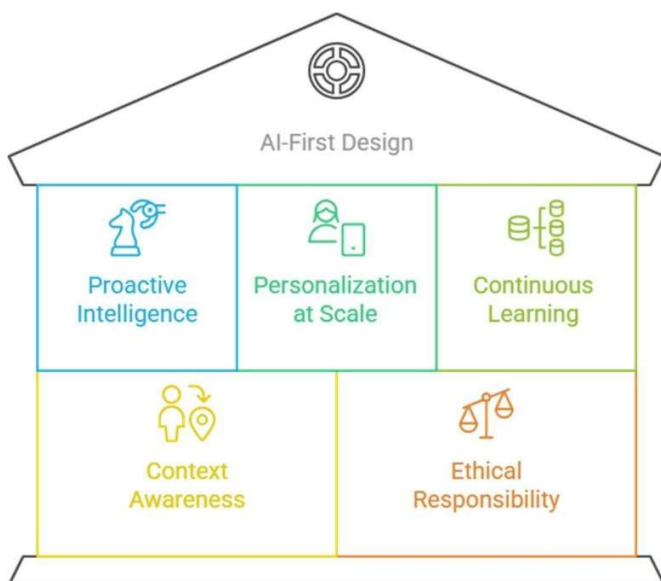 AI-First Design
Proactive
Intelligence
Personalization
at Scale
Continuous
Learning
Context
Awareness
Ethical
Responsibility